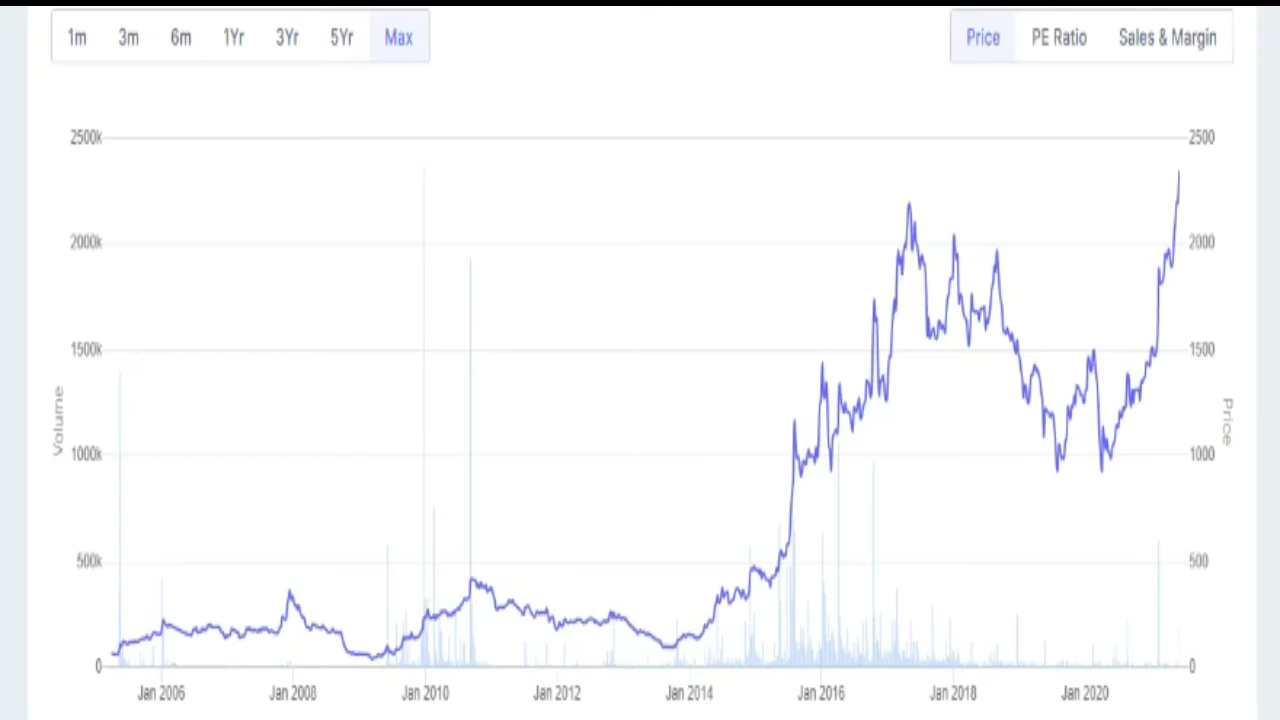 1m 3m 6m 1Yr 3Yr 5Yr Max Price PE Ratio Sales & Margin
2500k 2500
2000k 2000
1500k 1500
Volume Price
1000k 1000
500k 500
0 0
Jan 2006 Jan 2008 Jan 2010 Jan 2012 Jan 2014 Jan 2016 Jan 2018 Jan 2020